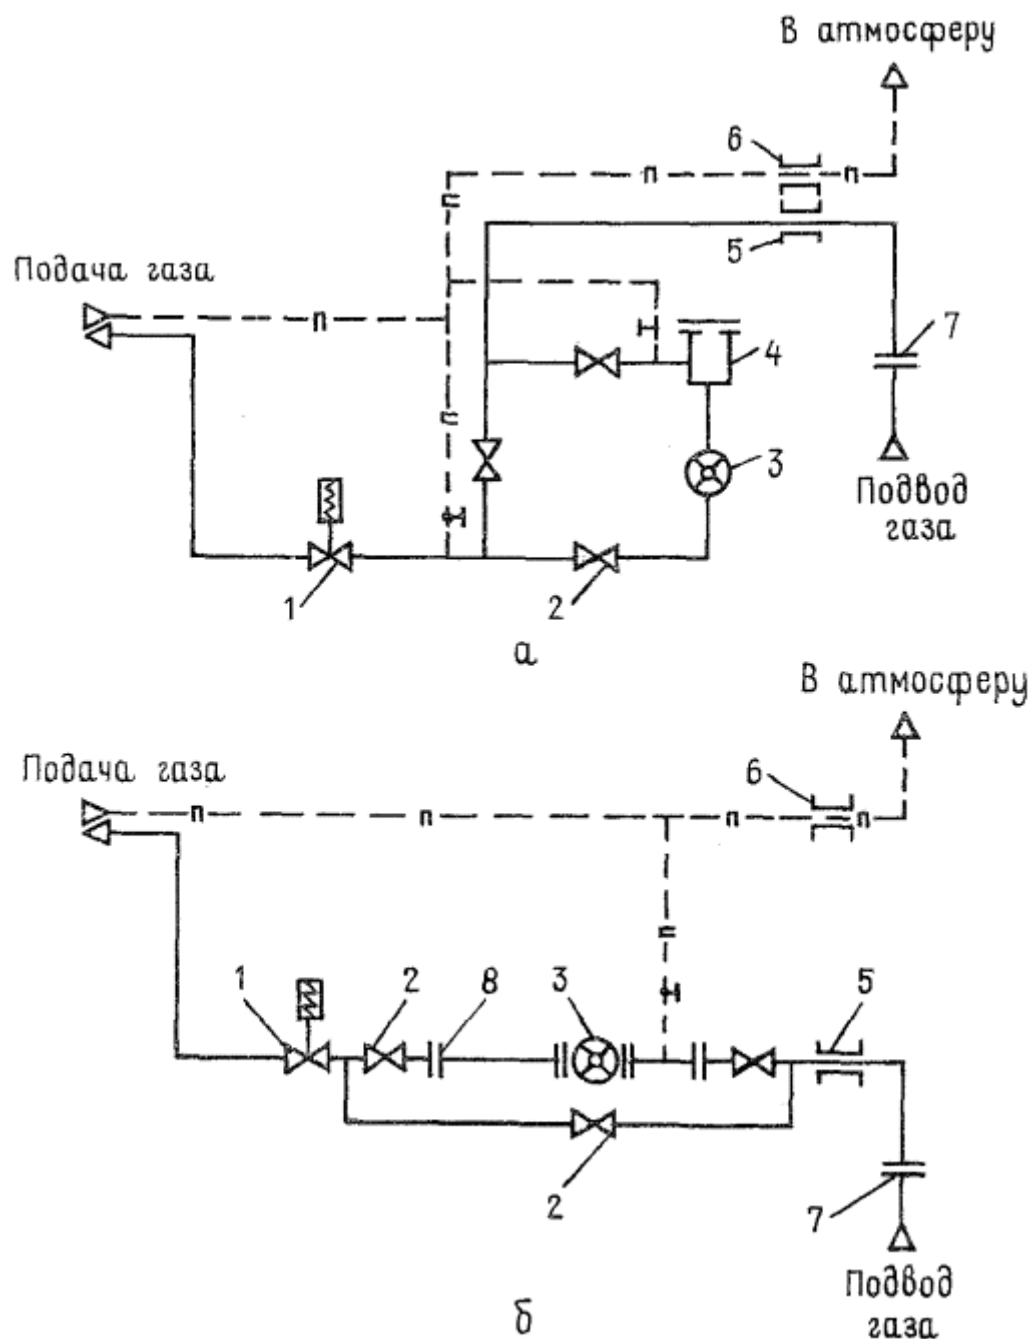 В атмосферу
6
п
п
п
5
Подача газа
п
7
4
п
3
Подвод
газа
1
2
а
В атмосферу
Подача газа
6
п
п
п
п
п
1
2
8
3
5
2
7
Подвод
газа
б